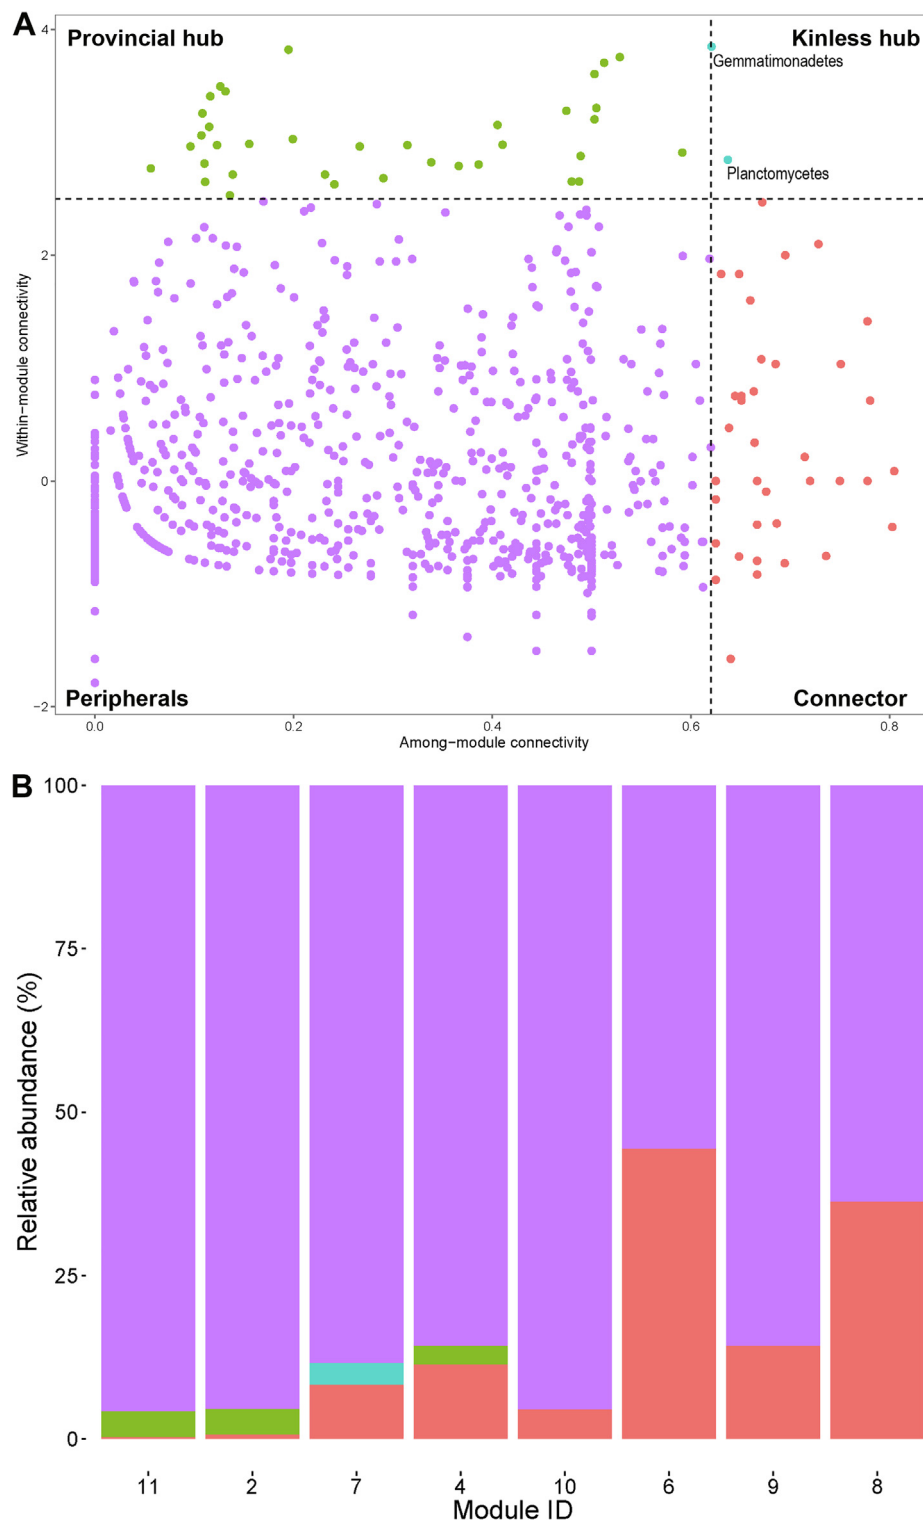 A
Provincial hub
Kinless hub
Gemmatimonadetes
Planctomycetes
4
2
0
−2
Within−module connectivity
Peripherals
Connector
0.0 0.2 0.4 0.6 0.8
Among−module connectivity
B
100
75
50
25
0
Relative abundance (%)
11 2 7 4 10 6 9 8
Module ID